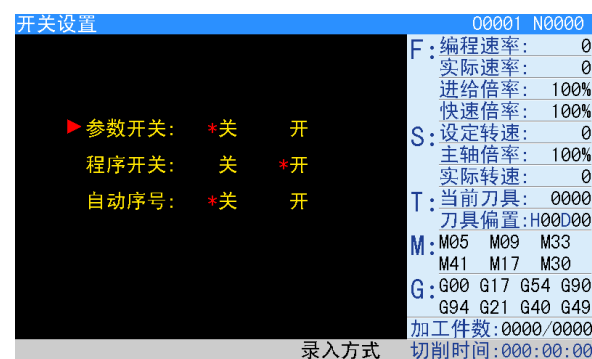 开关设置 O0001 N0000
参数开关: *关 开
程序开关: 关 *开
自动序号: *关 开
录入方式
F: 编程速率: 0
实际速率: 0
进给倍率: 100%
快速倍率: 100%
S: 设定转速: 0
主轴倍率: 100%
实际转速: 0
T: 当前刀具: 0000
刀具偏置:H00D00
M: M05 M09 M33
M41 M17 M30
G: G00 G17 G54 G90
G94 G21 G40 G49
加工件数:0000/0000
切削时间:000:00:00